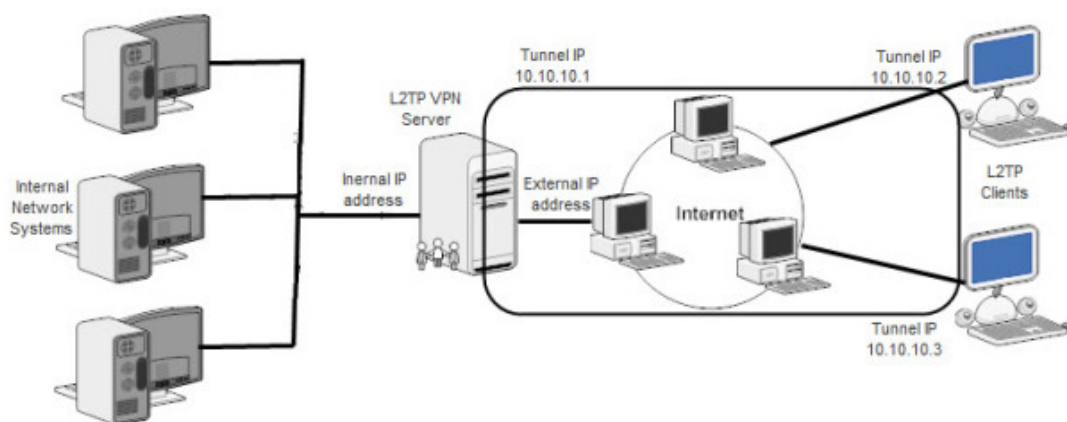 Tunnel IP
10.10.10.1
Tunnel IP
10.10.10.2
L2TP VPN
Server
Internal
Network
Systems
Inernal IP
address
External IP
address
Internet
L2TP
Clients
Tunnel IP
10.10.10.3